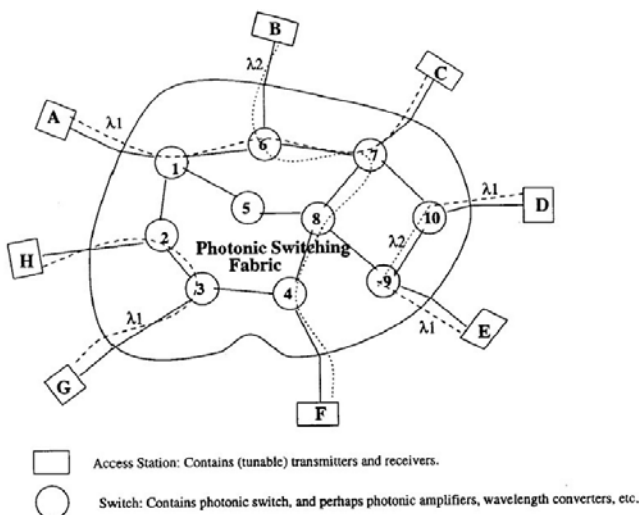 B
λ2
C
A
λ1
6
7
1
λ1
5
8
10
D
2
Photonic Switching
Fabric
λ2
H
3
4
9
λ1
E
λ1
G
F
Access Station: Contains (tunable) transmitters and receivers.
Switch: Contains photonic switch, and perhaps photonic amplifiers, wavelength converters, etc.